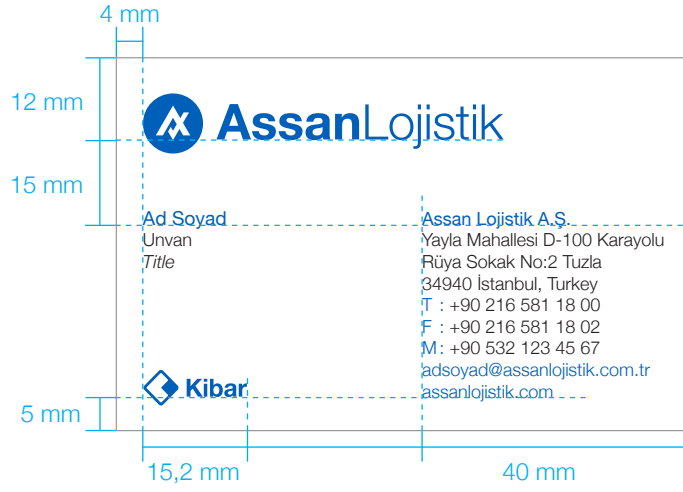 4 mm
12 mm
AssanLojistik
15 mm
Ad Soyad
Unvan
Title
Assan Lojistik A.Ş.
Yayla Mahallesi D-100 Karayolu
Rüya Sokak No:2 Tuzla
34940 İstanbul, Turkey
T : +90 216 581 18 00
F : +90 216 581 18 02
M : +90 532 123 45 67
adsoyad@assanlojistik.com.tr
assanlojistik.com
Kibar
5 mm
15,2 mm
40 mm